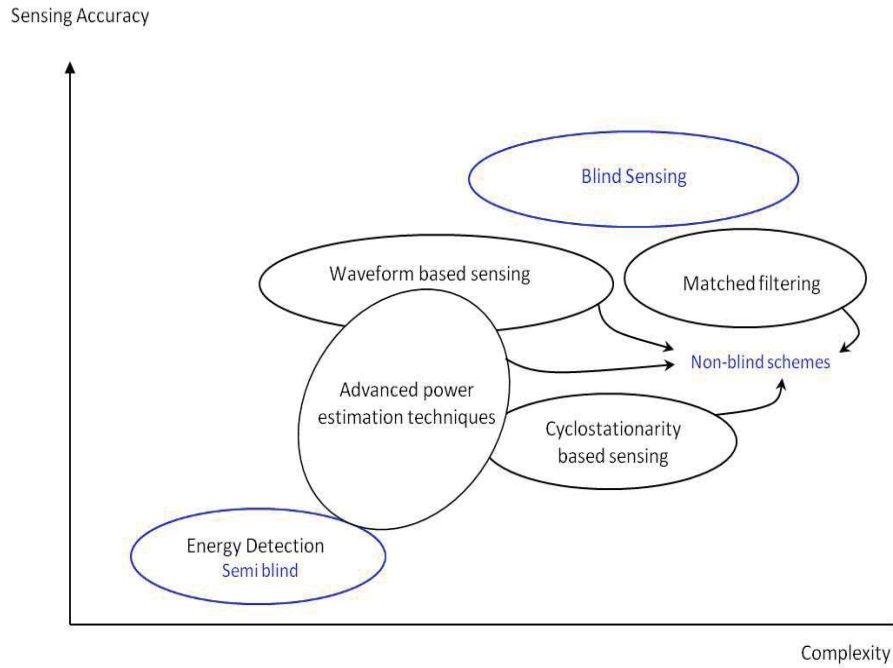 Sensing Accuracy
Blind Sensing
Waveform based sensing
Matched filtering
Non-blind schemes
Advanced power
estimation techniques
Cyclostationarity
based sensing
Energy Detection
Semi blind
Complexity